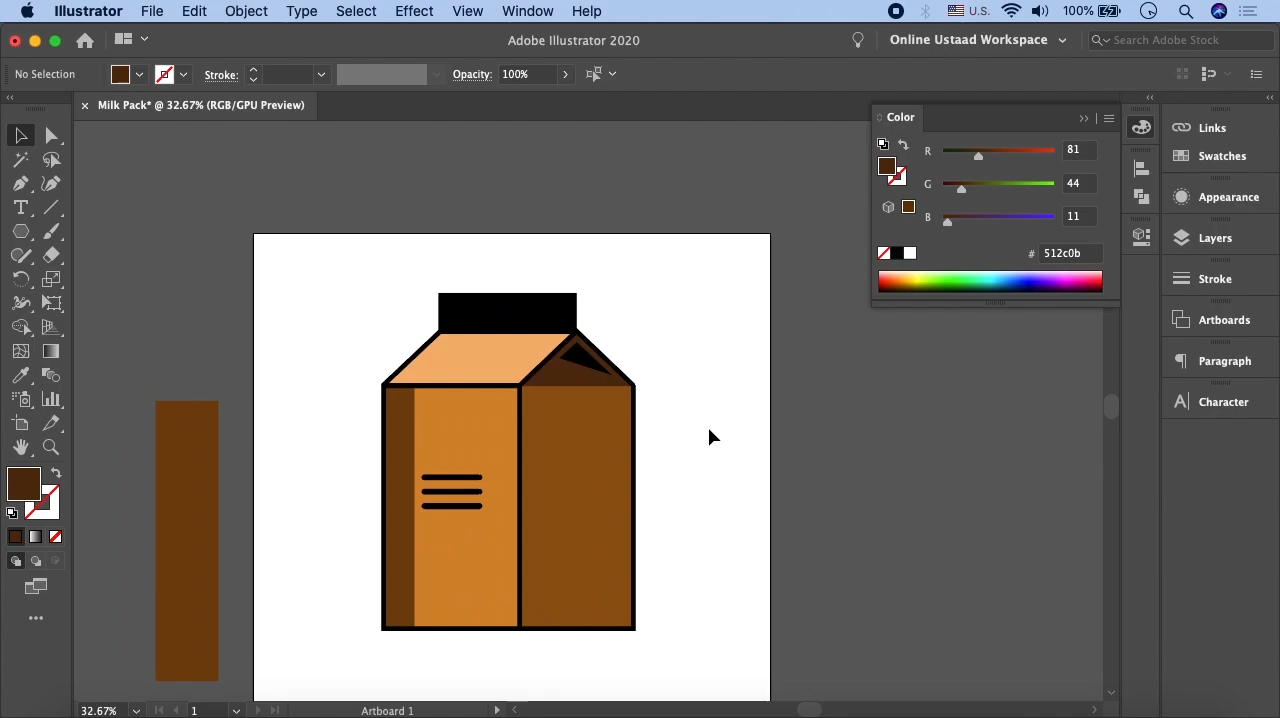 Illustrator File Edit Object Type Select Effect View Window Help U.S. 100%
Adobe Illustrator 2020 Online Ustaad Workspace Search Adobe Stock
No Selection Stroke: Opacity: 100%
Milk Pack* @ 32.67% (RGB/GPU Preview)
Color
R 81
G 44
B 11
# 512c0b
Links
Swatches
Appearance
Layers
Stroke
Artboards
Paragraph
Character
32.67% 1 Artboard 1